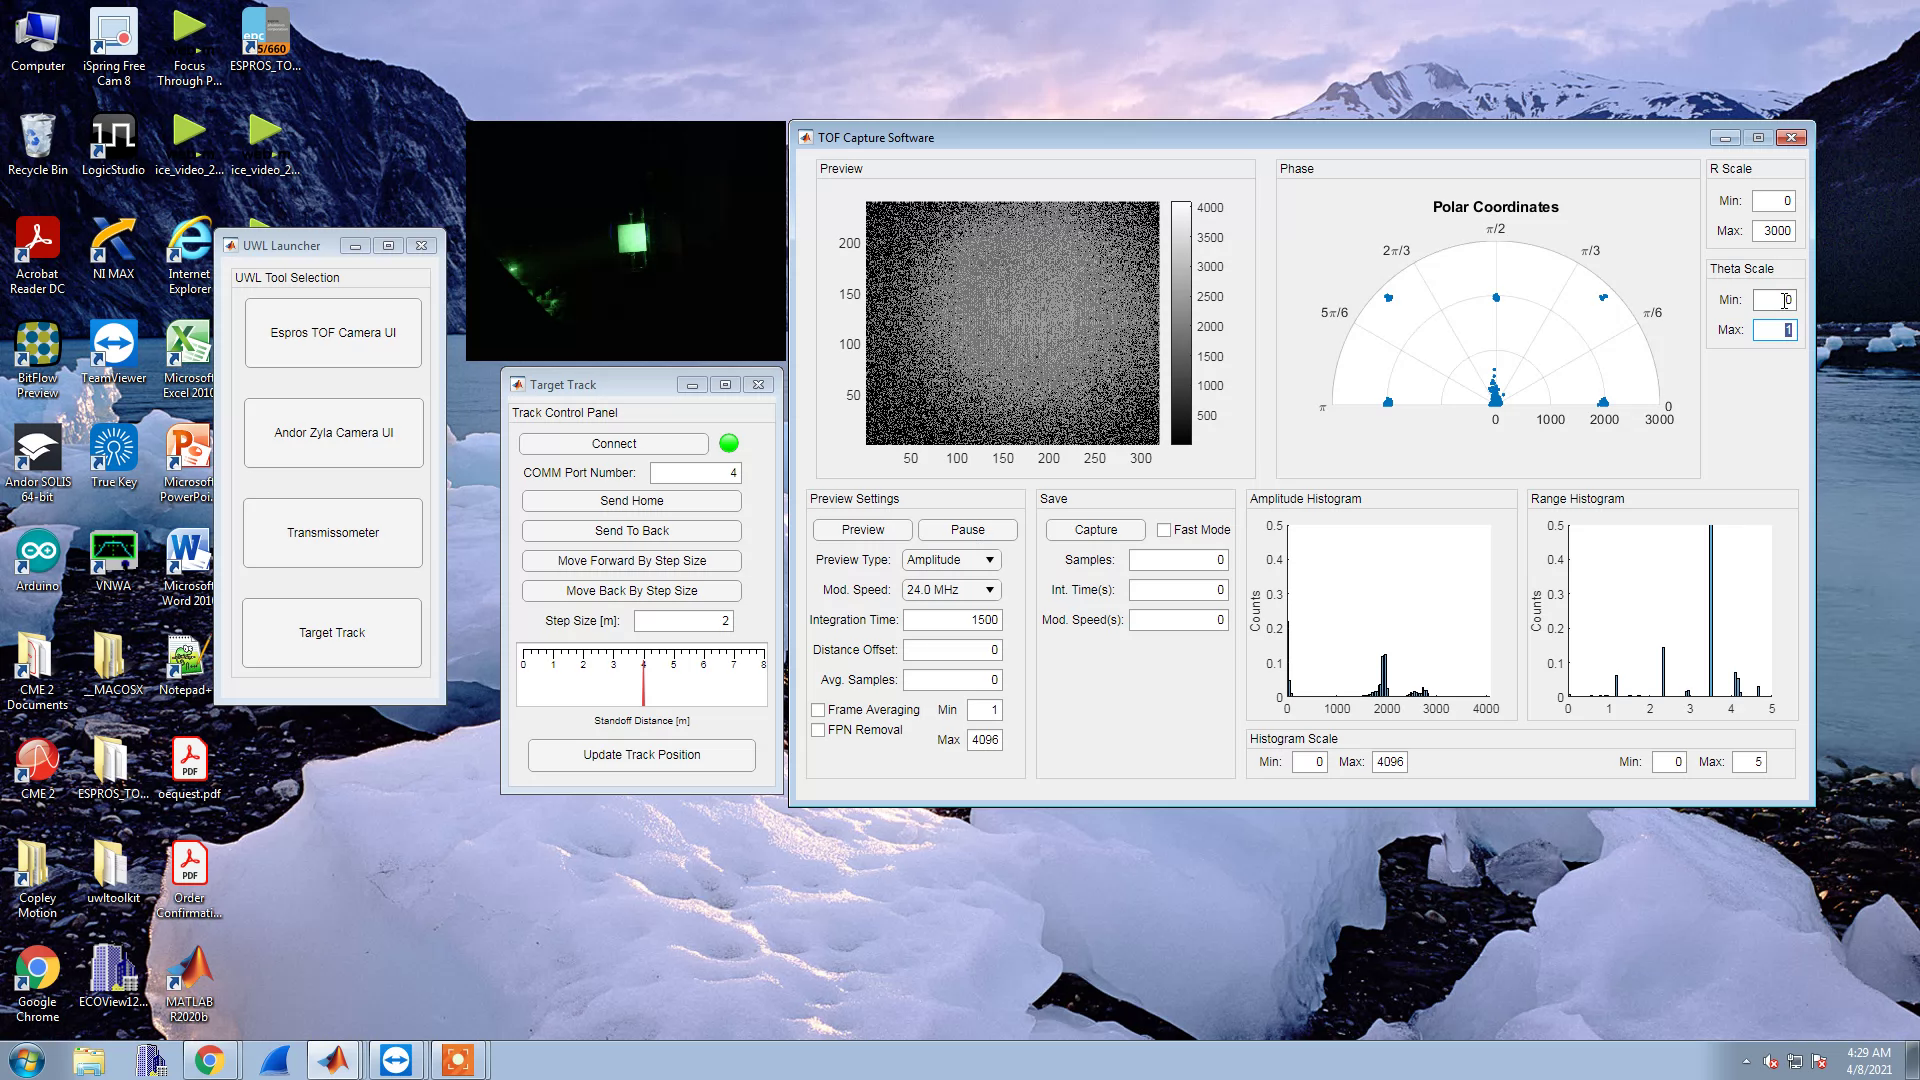 Computer
iSpring Free
Cam 8
Focus
Through P...
ESPROS_TO...
epc
5/660
Recycle Bin
LogicStudio
ice_video_2...
ice_video_2...
Acrobat
Reader DC
NI MAX
Internet
Explorer
BitFlow
Preview
TeamViewer
Microsoft
Excel 2010
Andor SOLIS
64-bit
True Key
Microsoft
PowerPoi...
Arduino
VNWA
Microsoft
Word 2010
CME 2
Documents
__MACOSX
Notepad+
CME 2
ESPROS_TO...
PDF
oequest.pdf
Copley
Motion
uwltoolkit
PDF
Order
Confirmati...
Google
Chrome
ECOView12...
MATLAB
R2020b
UWL Launcher
UWL Tool Selection
Espros TOF Camera UI
Andor Zyla Camera UI
Transmissometer
Target Track
Target Track
Track Control Panel
Connect
COMM Port Number: 4
Send Home
Send To Back
Move Forward By Step Size
Move Back By Step Size
Step Size [m]: 2
0 1 2 3 4 5 6 7 8
Standoff Distance [m]
Update Track Position
TOF Capture Software
Preview
200
150
100
50
50 100 150 200 250 300
4000
3500
3000
2500
2000
1500
1000
500
Phase
Polar Coordinates
π/2
2π/3
π/3
5π/6
π/6
π
0
0 1000 2000 3000
R Scale
Min: 0
Max: 3000
Theta Scale
Min: 0
Max: 1
Preview Settings
Preview Pause
Preview Type: Amplitude
Mod. Speed: 24.0 MHz
Integration Time: 1500
Distance Offset: 0
Avg. Samples: 0
Frame Averaging Min 1
FPN Removal
Max 4096
Save
Capture Fast Mode
Samples: 0
Int. Time(s): 0
Mod. Speed(s): 0
Amplitude Histogram
0.5
0.4
0.3
0.2
0.1
0
Counts
0 1000 2000 3000 4000
Range Histogram
0.5
0.4
0.3
0.2
0.1
0
Counts
0 1 2 3 4 5
Histogram Scale
Min: 0 Max: 4096
Min: 0 Max: 5
4:29 AM
4/8/2021